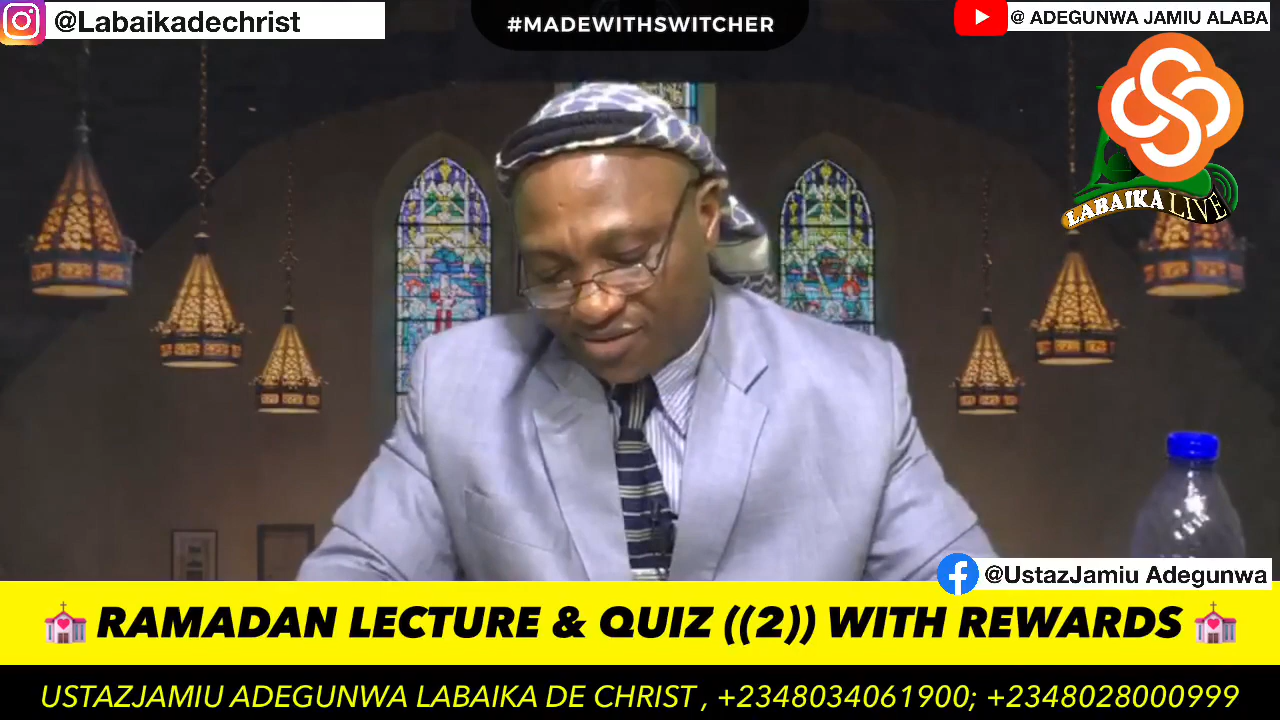 @Labaikadechrist
#MADEWITHSWITCHER
@ ADEGUNWA JAMIU ALABA
LABAIKA LIVE
@UstazJamiu Adegunwa
RAMADAN LECTURE & QUIZ ((2)) WITH REWARDS
USTAZJAMIU ADEGUNWA LABAIKA DE CHRIST , +2348034061900; +2348028000999